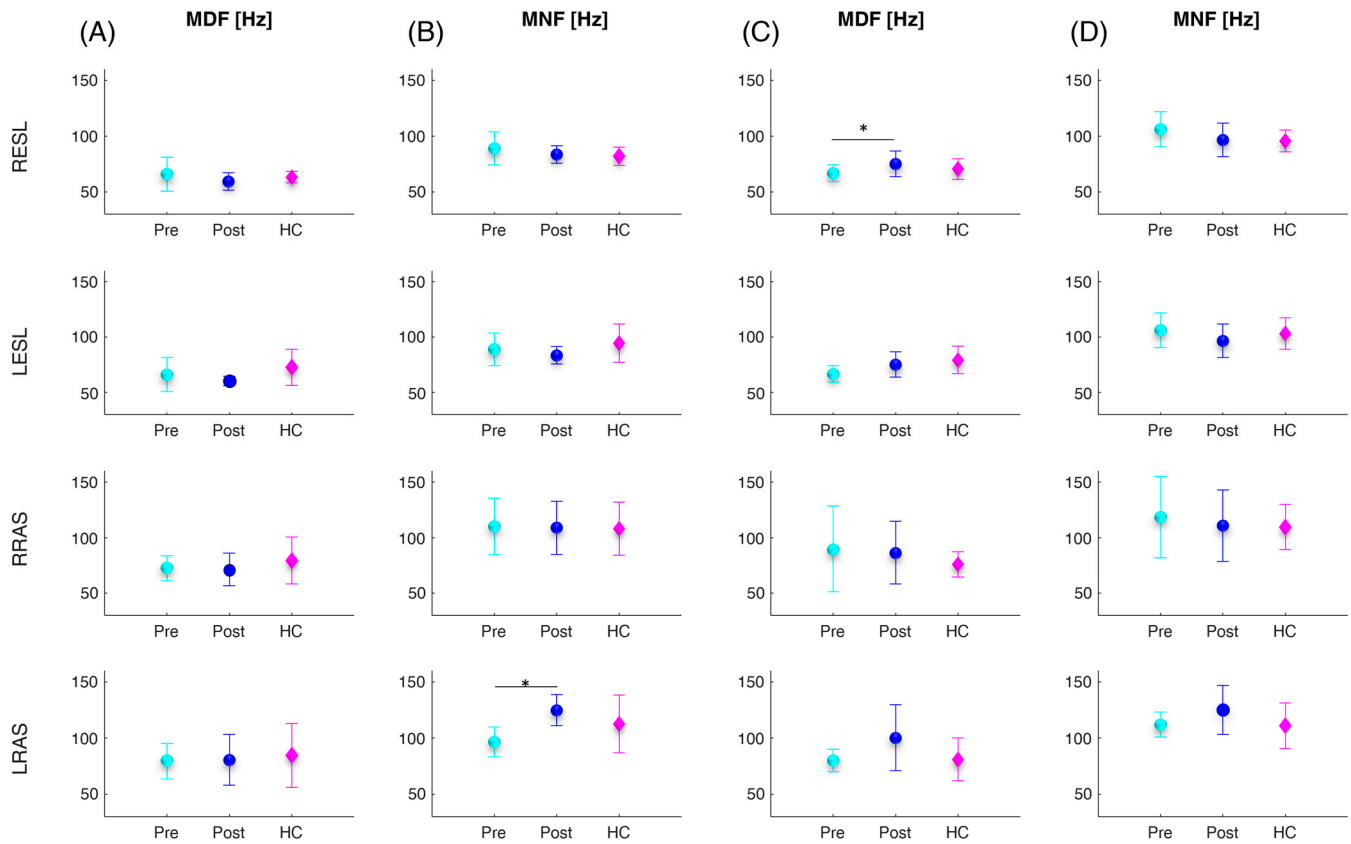 (A) MDF [Hz] (B) MNF [Hz] (C) MDF [Hz] (D) MNF [Hz]
RESL
150 150 150 150
100 100 100 100
*
50 50 50 50
Pre Post HC Pre Post HC Pre Post HC Pre Post HC
LESL
150 150 150 150
100 100 100 100
50 50 50 50
Pre Post HC Pre Post HC Pre Post HC Pre Post HC
RRAS
150 150 150 150
100 100 100 100
50 50 50 50
Pre Post HC Pre Post HC Pre Post HC Pre Post HC
LRAS
150 150 150 150
*
100 100 100 100
50 50 50 50
Pre Post HC Pre Post HC Pre Post HC Pre Post HC